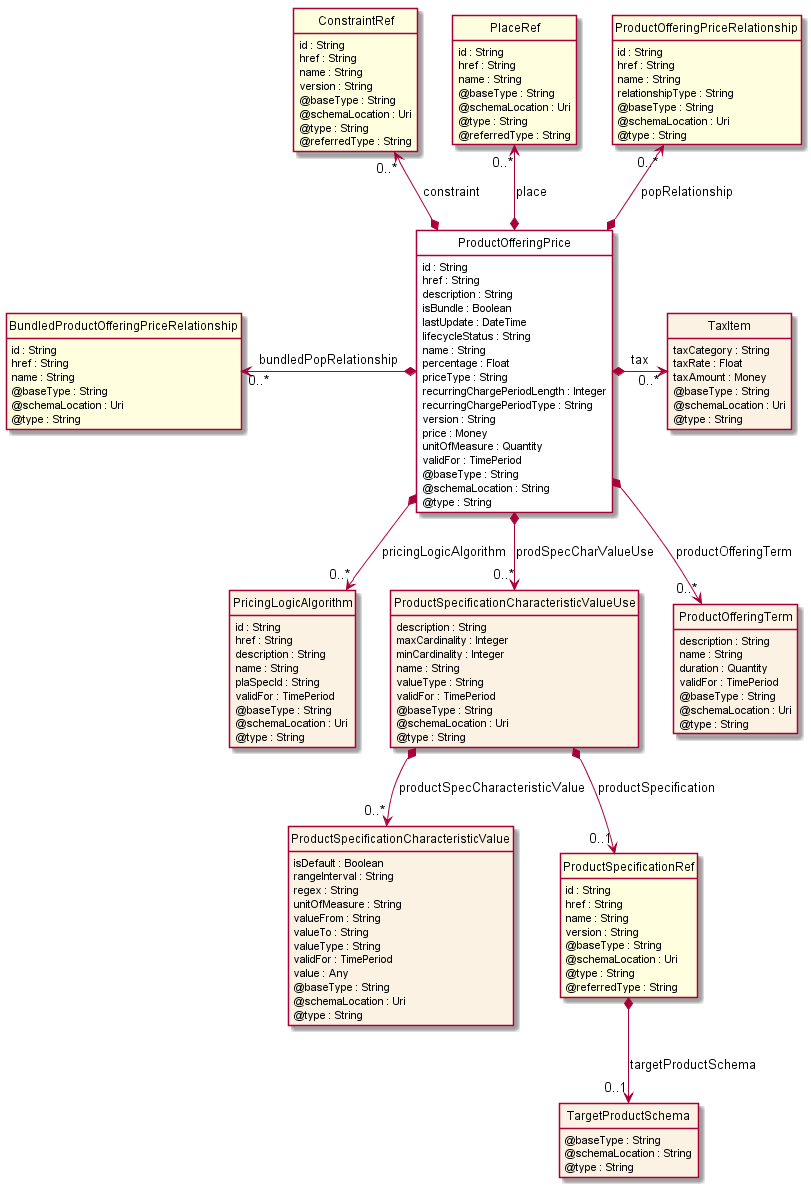 ConstraintRef
id : String
href : String
name : String
version : String
@baseType : String
@schemaLocation : Uri
@type : String
@referredType : String
PlaceRef
id : String
href : String
name : String
@baseType : String
@schemaLocation : Uri
@type : String
@referredType : String
ProductOfferingPriceRelationship
id : String
href : String
name : String
relationshipType : String
@baseType : String
@schemaLocation : Uri
@type : String
0..*
constraint
0..*
place
0..*
popRelationship
ProductOfferingPrice
id : String
href : String
description : String
isBundle : Boolean
lastUpdate : DateTime
lifecycleStatus : String
name : String
percentage : Float
priceType : String
recurringChargePeriodLength : Integer
recurringChargePeriodType : String
version : String
price : Money
unitOfMeasure : Quantity
validFor : TimePeriod
@baseType : String
@schemaLocation : String
@type : String
BundledProductOfferingPriceRelationship
id : String
href : String
name : String
@baseType : String
@schemaLocation : Uri
@type : String
bundledPopRelationship
0..*
tax
0..*
TaxItem
taxCategory : String
taxRate : Float
taxAmount : Money
@baseType : String
@schemaLocation : Uri
@type : String
pricingLogicAlgorithm
0..*
prodSpecCharValueUse
0..*
productOfferingTerm
0..*
PricingLogicAlgorithm
id : String
href : String
description : String
name : String
plaSpecId : String
validFor : TimePeriod
@baseType : String
@schemaLocation : Uri
@type : String
ProductSpecificationCharacteristicValueUse
description : String
maxCardinality : Integer
minCardinality : Integer
name : String
valueType : String
validFor : TimePeriod
@baseType : String
@schemaLocation : Uri
@type : String
ProductOfferingTerm
description : String
name : String
duration : Quantity
validFor : TimePeriod
@baseType : String
@schemaLocation : Uri
@type : String
productSpecCharacteristicValue
0..*
productSpecification
0..1
ProductSpecificationCharacteristicValue
isDefault : Boolean
rangeInterval : String
regex : String
unitOfMeasure : String
valueFrom : String
valueTo : String
valueType : String
validFor : TimePeriod
value : Any
@baseType : String
@schemaLocation : Uri
@type : String
ProductSpecificationRef
id : String
href : String
name : String
version : String
@baseType : String
@schemaLocation : Uri
@type : String
@referredType : String
targetProductSchema
0..1
TargetProductSchema
@baseType : String
@schemaLocation : String
@type : String